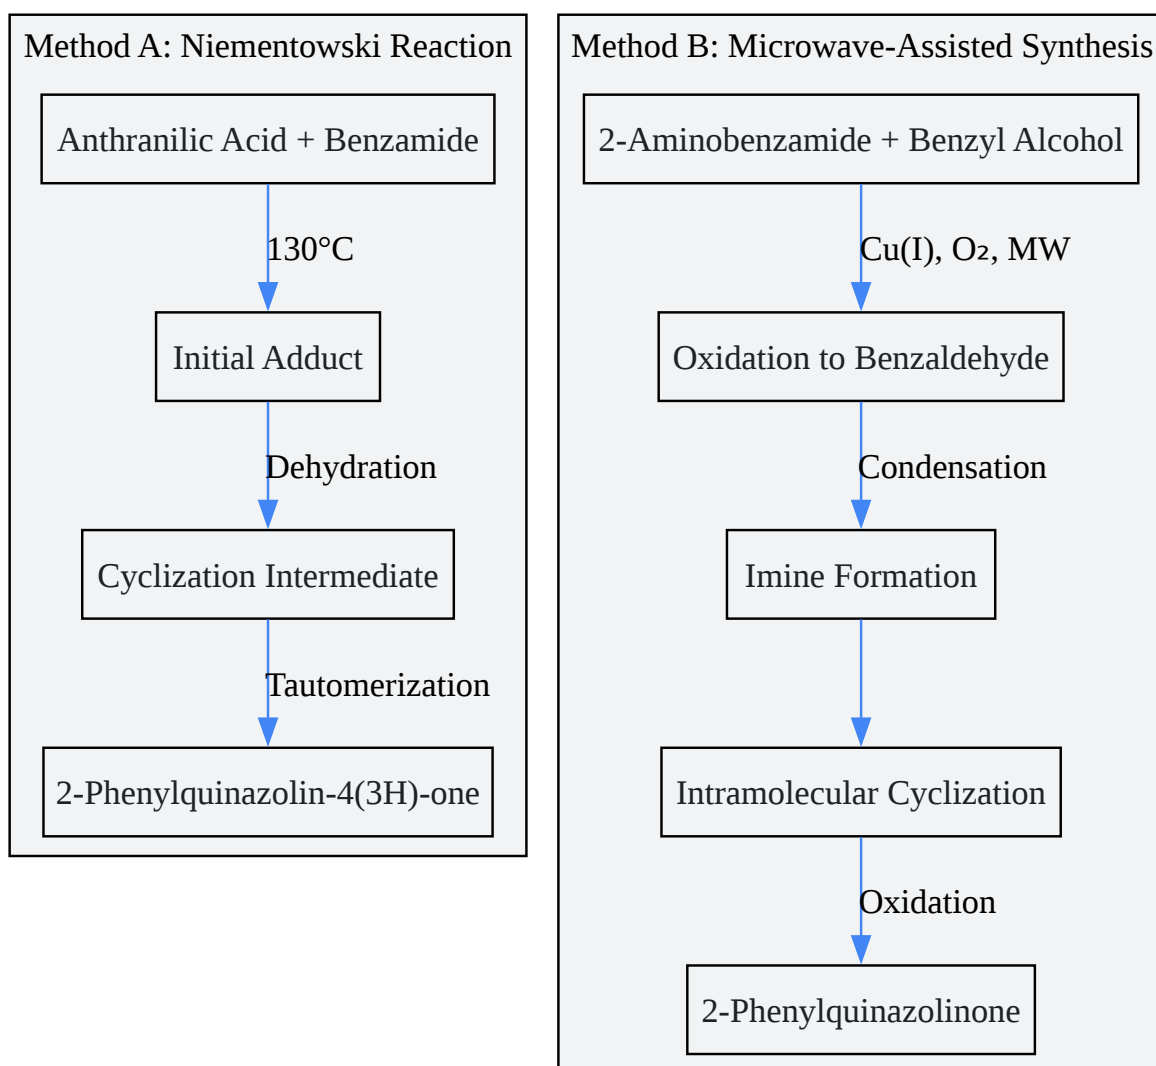 Method A: Niementowski Reaction
Anthranilic Acid + Benzamide
130°C
Initial Adduct
Dehydration
Cyclization Intermediate
Tautomerization
2-Phenylquinazolin-4(3H)-one
Method B: Microwave-Assisted Synthesis
2-Aminobenzamide + Benzyl Alcohol
Cu(I), O₂, MW
Oxidation to Benzaldehyde
Condensation
Imine Formation
Intramolecular Cyclization
Oxidation
2-Phenylquinazolinone